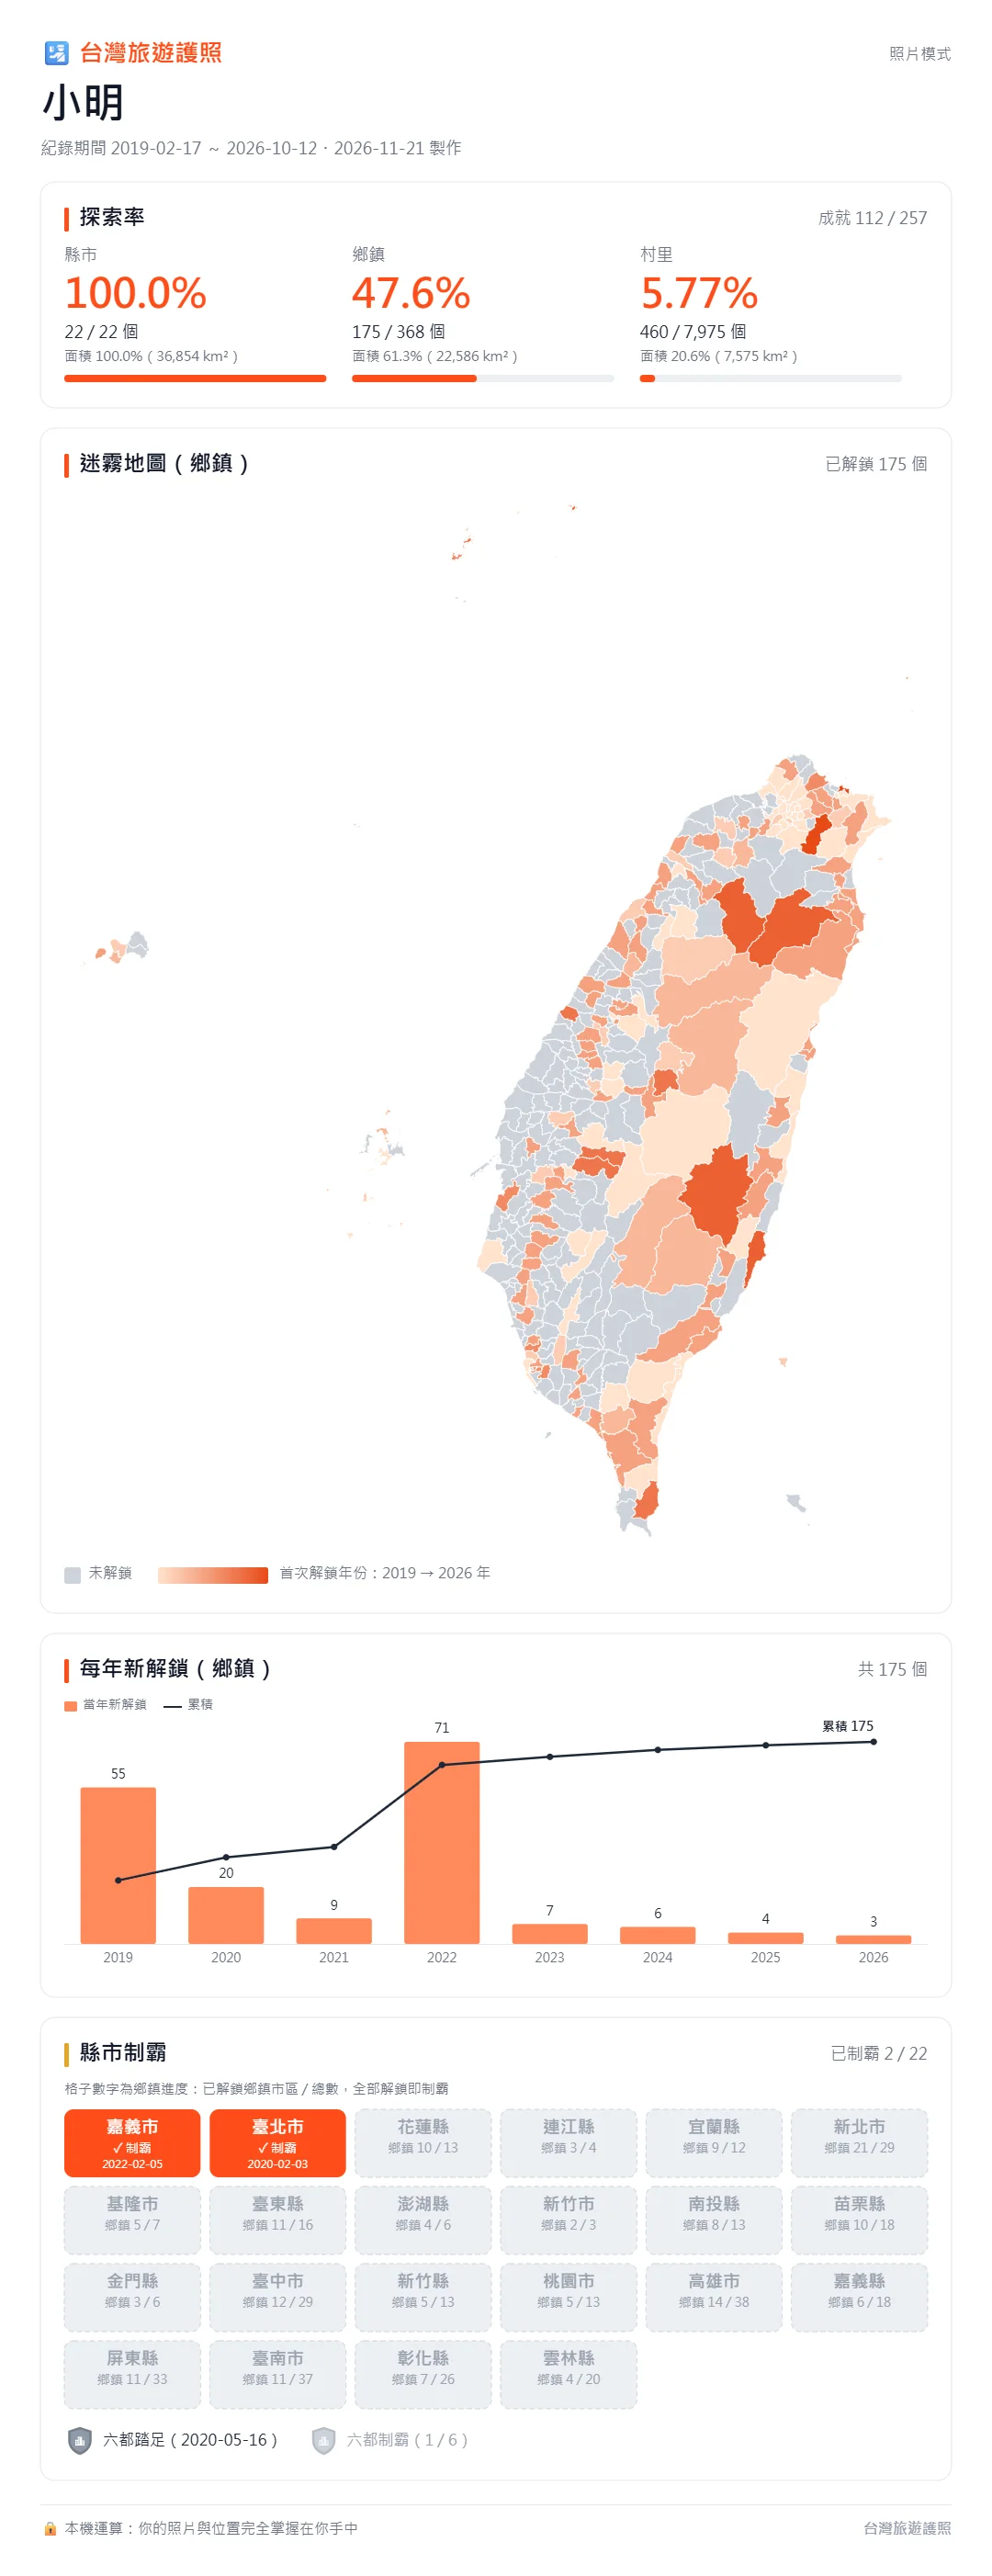 台灣旅遊護照
照片模式
小明
紀錄期間 2019-02-17 ~ 2026-10-12 · 2026-11-21 製作
探索率
成就 112 / 257
縣市
鄉鎮
村里
100.0%
47.6%
5.77%
22 / 22 個
175 / 368 個
460 / 7,975 個
面積 100.0%（36,854 km²）
面積 61.3%（22,586 km²）
面積 20.6%（7,575 km²）
迷霧地圖（鄉鎮）
已解鎖 175 個
未解鎖
首次解鎖年份：2019 → 2026 年
每年新解鎖（鄉鎮）
共 175 個
當年新解鎖
累積
累積 175
55
20
9
71
7
6
4
3
2019
2020
2021
2022
2023
2024
2025
2026
縣市制霸
已制霸 2 / 22
格子數字為鄉鎮進度：已解鎖鄉鎮市區 / 總數，全部解鎖即制霸
嘉義市
✓ 制霸
2022-02-05
臺北市
✓ 制霸
2020-02-03
花蓮縣
鄉鎮 10 / 13
連江縣
鄉鎮 3 / 4
宜蘭縣
鄉鎮 9 / 12
新北市
鄉鎮 21 / 29
基隆市
鄉鎮 5 / 7
臺東縣
鄉鎮 11 / 16
澎湖縣
鄉鎮 4 / 6
新竹市
鄉鎮 2 / 3
南投縣
鄉鎮 8 / 13
苗栗縣
鄉鎮 10 / 18
金門縣
鄉鎮 3 / 6
臺中市
鄉鎮 12 / 29
新竹縣
鄉鎮 5 / 13
桃園市
鄉鎮 5 / 13
高雄市
鄉鎮 14 / 38
嘉義縣
鄉鎮 6 / 18
屏東縣
鄉鎮 11 / 33
臺南市
鄉鎮 11 / 37
彰化縣
鄉鎮 7 / 26
雲林縣
鄉鎮 4 / 20
六都踏足（2020-05-16）
六都制霸（1 / 6）
本機運算：你的照片與位置完全掌握在你手中
台灣旅遊護照